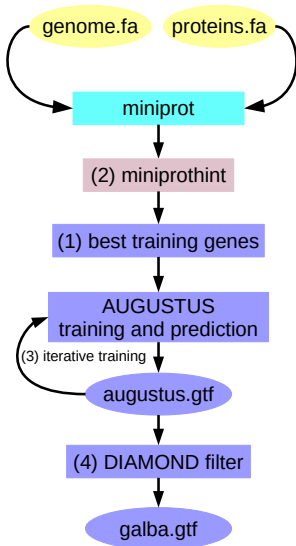 genome.fa
proteins.fa
miniprot
(2) miniprothint
(1) best training genes
AUGUSTUS
training and prediction
(3) iterative training
augustus.gtf
(4) DIAMOND filter
galba.gtf